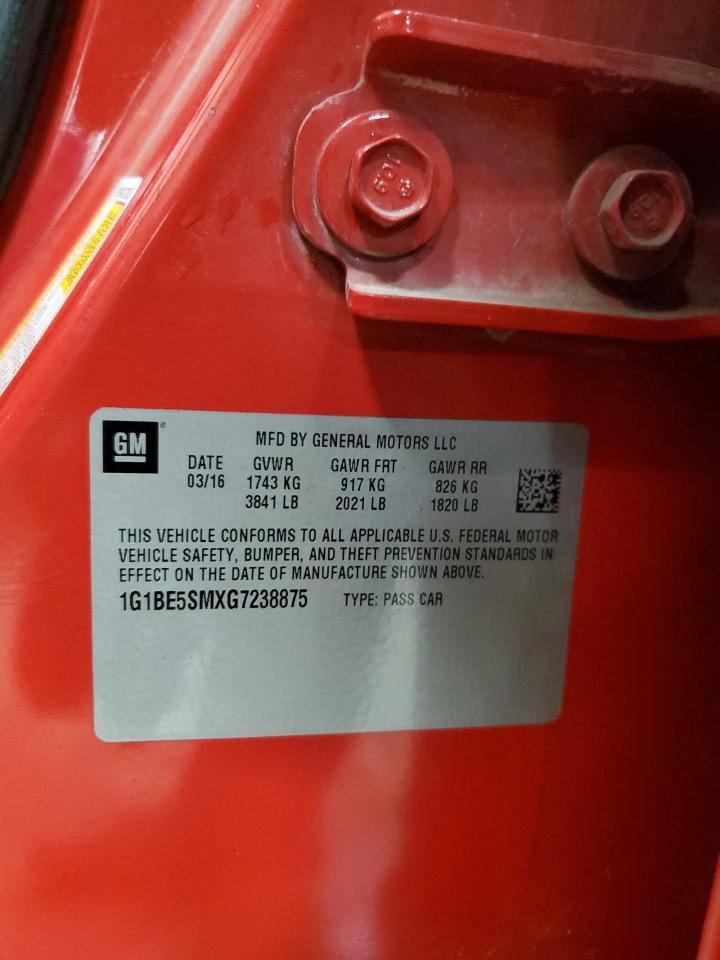 GM
MFD BY GENERAL MOTORS LLC
DATE GVWR GAWR FRT GAWR RR
03/16 1743 KG 917 KG 826 KG
3841 LB 2021 LB 1820 LB
THIS VEHICLE CONFORMS TO ALL APPLICABLE U.S. FEDERAL MOTOR
VEHICLE SAFETY, BUMPER, AND THEFT PREVENTION STANDARDS IN
EFFECT ON THE DATE OF MANUFACTURE SHOWN ABOVE.
1G1BE5SMXG7238875 TYPE: PASS CAR